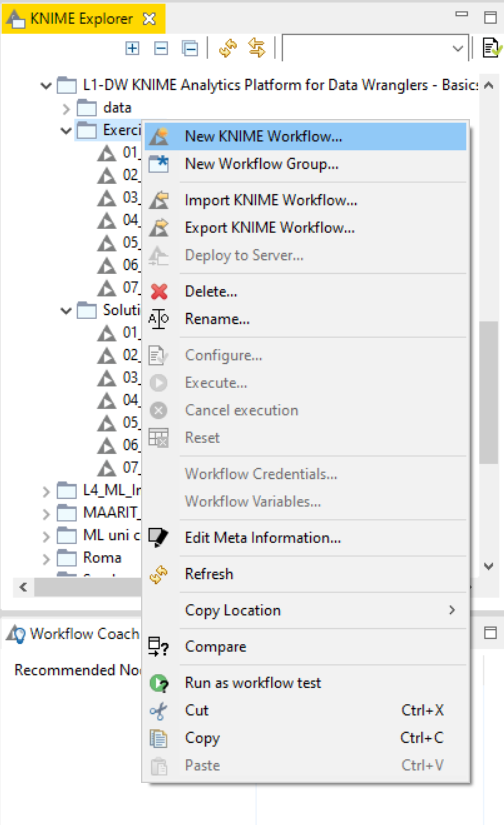 KNIME Explorer
L1-DW KNIME Analytics Platform for Data Wranglers - Basics
data
Exerci
New KNIME Workflow...
01_
New Workflow Group...
02_
03_
Import KNIME Workflow...
04_
Export KNIME Workflow...
05_
Deploy to Server...
06_
07_
Delete...
Soluti
Rename...
01_
02_
Configure...
03_
Execute...
04_
Cancel execution
05_
Reset
06_
07_
Workflow Credentials...
L4_ML_In
Workflow Variables...
MAARIT_
ML uni c
Edit Meta Information...
Roma
Refresh
Copy Location
Workflow Coach
Compare
Recommended No
Run as workflow test
Cut Ctrl+X
Copy Ctrl+C
Paste Ctrl+V